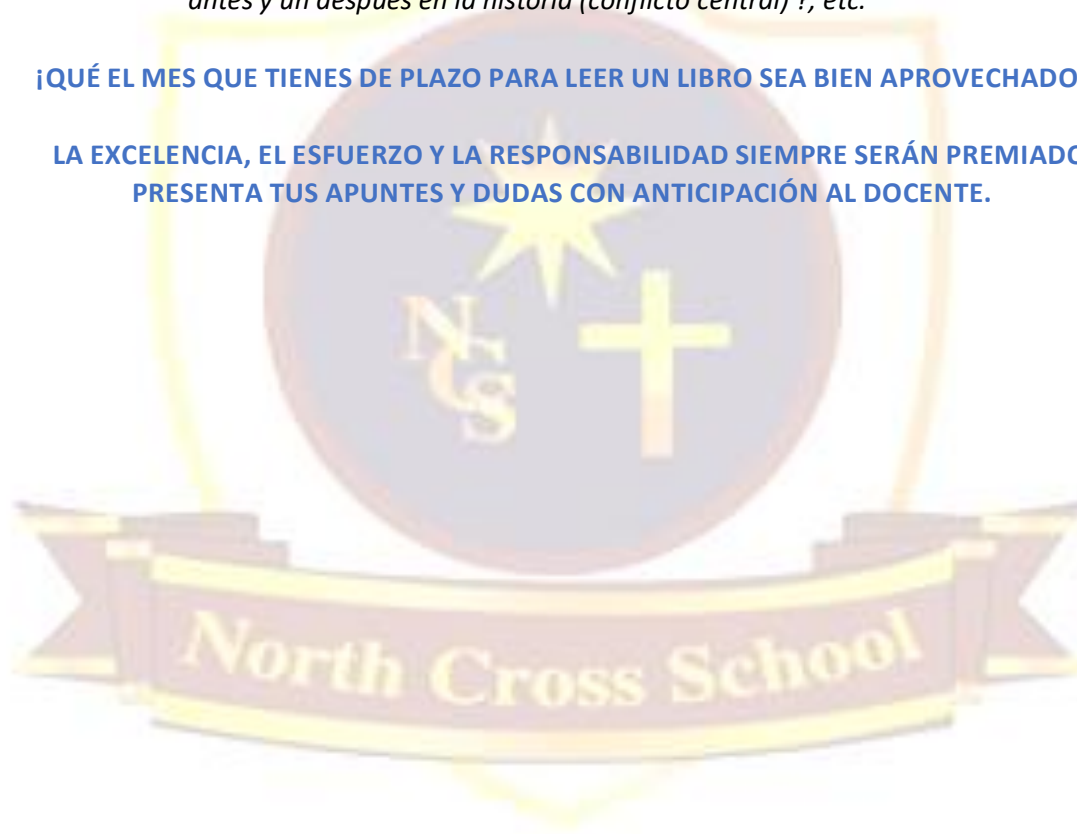 antes y un después en la historia (conflicto central) ?, etc.
¡QUÉ EL MES QUE TIENES DE PLAZO PARA LEER UN LIBRO SEA BIEN APROVECHADO
LA EXCELENCIA, EL ESFUERZO Y LA RESPONSABILIDAD SIEMPRE SERÁN PREMIADO
PRESENTA TUS APUNTES Y DUDAS CON ANTICIPACIÓN AL DOCENTE.
NCS
North Cross School